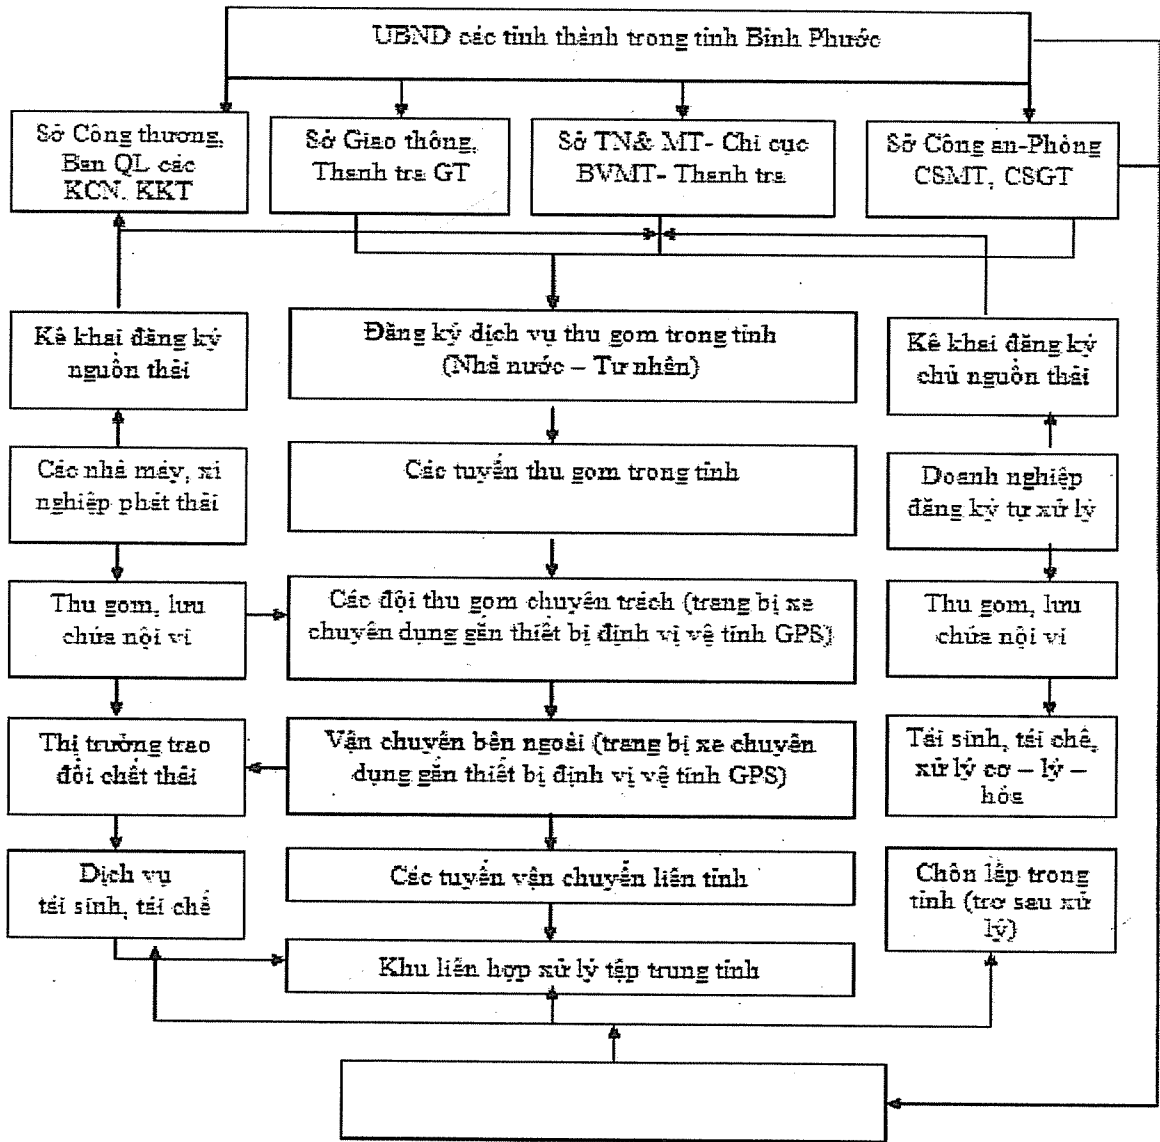 UBND các tỉnh thành trong tỉnh Bình Phước
Sở Công thương,
Ban QL các
KCN, KKT
Sở Giao thông,
Thanh tra GT
Sở TN& MT- Chi cục
BVMT- Thanh tra
Sở Công an-Phòng
CSMT, CSGT
Kê khai đăng ký
nguồn thải
Đăng ký dịch vụ thu gom trong tỉnh
(Nhà nước – Tư nhân)
Kê khai đăng ký
chủ nguồn thải
Các nhà máy, xí
nghiệp phát thải
Các tuyến thu gom trong tỉnh
Doanh nghiệp
đăng ký tự xử lý
Thu gom, lưu
chứa nội vi
Các đội thu gom chuyên trách (trang bị xe
chuyên dụng gắn thiết bị định vị vệ tinh GPS)
Thu gom, lưu
chứa nội vi
Thị trường trao
đổi chất thải
Vận chuyển bên ngoài (trang bị xe chuyên
dụng gắn thiết bị định vị vệ tinh GPS)
Tái sinh, tái chế,
xử lý cơ – lý –
hóa
Dịch vụ
tái sinh, tái chế
Các tuyến vận chuyển liên tỉnh
Chôn lấp trong
tỉnh (trơ sau xử
lý)
Khu liên hợp xử lý tập trung tỉnh